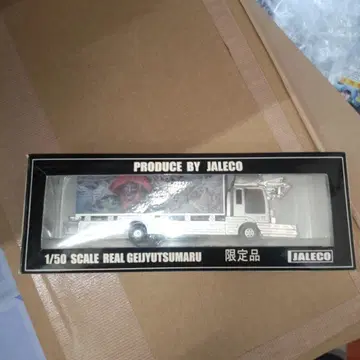 PRODUCE BY JALECO
1/50 SCALE REAL GEIJYUTSUMARU 限定品 JALECO